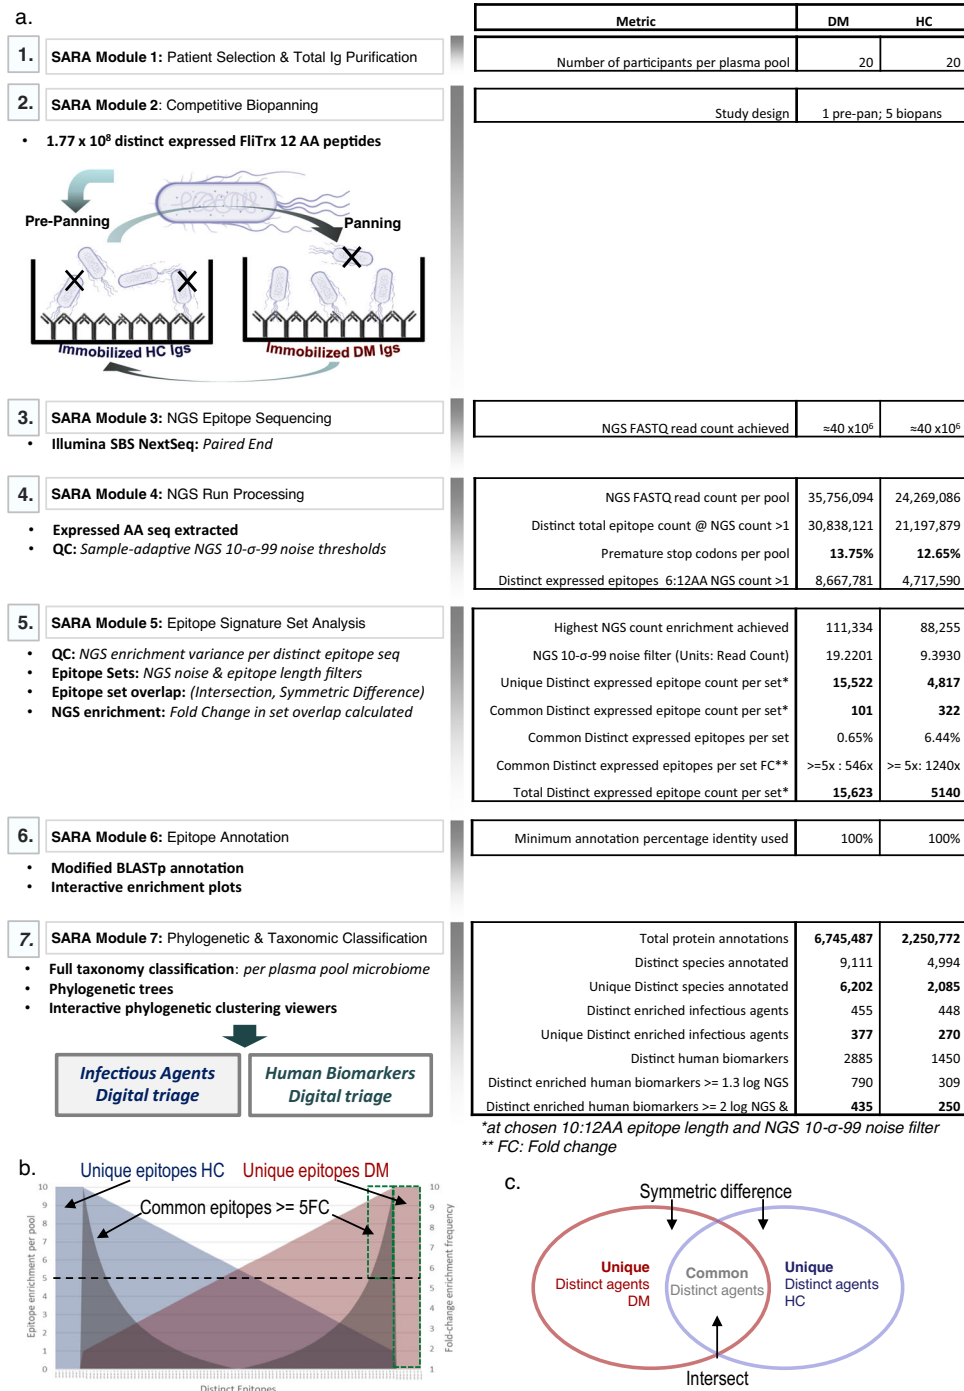 a.
Metric DM HC
1. SARA Module 1: Patient Selection & Total Ig Purification
Number of participants per plasma pool 20 20
2. SARA Module 2: Competitive Biopanning
Study design 1 pre-pan; 5 biopans
• 1.77 x 10⁸ distinct expressed FliTrx 12 AA peptides
Pre-Panning
Panning
Immobilized HC Igs
Immobilized DM Igs
3. SARA Module 3: NGS Epitope Sequencing
• Illumina SBS NextSeq: Paired End
NGS FASTQ read count achieved ≈40 x10⁶ ≈40 x10⁶
4. SARA Module 4: NGS Run Processing
• Expressed AA seq extracted
• QC: Sample-adaptive NGS 10-σ-99 noise thresholds
NGS FASTQ read count per pool 35,756,094 24,269,086
Distinct total epitope count @ NGS count >1 30,838,121 21,197,879
Premature stop codons per pool 13.75% 12.65%
Distinct expressed epitopes 6:12AA NGS count >1 8,667,781 4,717,590
5. SARA Module 5: Epitope Signature Set Analysis
• QC: NGS enrichment variance per distinct epitope seq
• Epitope Sets: NGS noise & epitope length filters
• Epitope set overlap: (Intersection, Symmetric Difference)
• NGS enrichment: Fold Change in set overlap calculated
Highest NGS count enrichment achieved 111,334 88,255
NGS 10-σ-99 noise filter (Units: Read Count) 19.2201 9.3930
Unique Distinct expressed epitope count per set* 15,522 4,817
Common Distinct expressed epitope count per set* 101 322
Common Distinct expressed epitopes per set 0.65% 6.44%
Common Distinct expressed epitopes per set FC** >=5x : 546x >= 5x: 1240x
Total Distinct expressed epitope count per set* 15,623 5140
6. SARA Module 6: Epitope Annotation
• Modified BLASTp annotation
• Interactive enrichment plots
Minimum annotation percentage identity used 100% 100%
7. SARA Module 7: Phylogenetic & Taxonomic Classification
• Full taxonomy classification: per plasma pool microbiome
• Phylogenetic trees
• Interactive phylogenetic clustering viewers
Infectious Agents
Digital triage
Human Biomarkers
Digital triage
Total protein annotations 6,745,487 2,250,772
Distinct species annotated 9,111 4,994
Unique Distinct species annotated 6,202 2,085
Distinct enriched infectious agents 455 448
Unique Distinct enriched infectious agents 377 270
Distinct human biomarkers 2885 1450
Distinct enriched human biomarkers >= 1.3 log NGS 790 309
Distinct enriched human biomarkers >= 2 log NGS & 435 250
*at chosen 10:12AA epitope length and NGS 10-σ-99 noise filter
** FC: Fold change
b.
Unique epitopes HC Unique epitopes DM
Common epitopes >= 5FC
Epitope enrichment per pool
10
9
8
7
6
5
4
3
2
1
0
Fold-change enrichment frequency
10
9
8
7
6
5
4
3
2
1
Distinct Epitopes
c.
Symmetric difference
Unique
Distinct agents
DM
Common
Distinct agents
Unique
Distinct agents
HC
Intersect